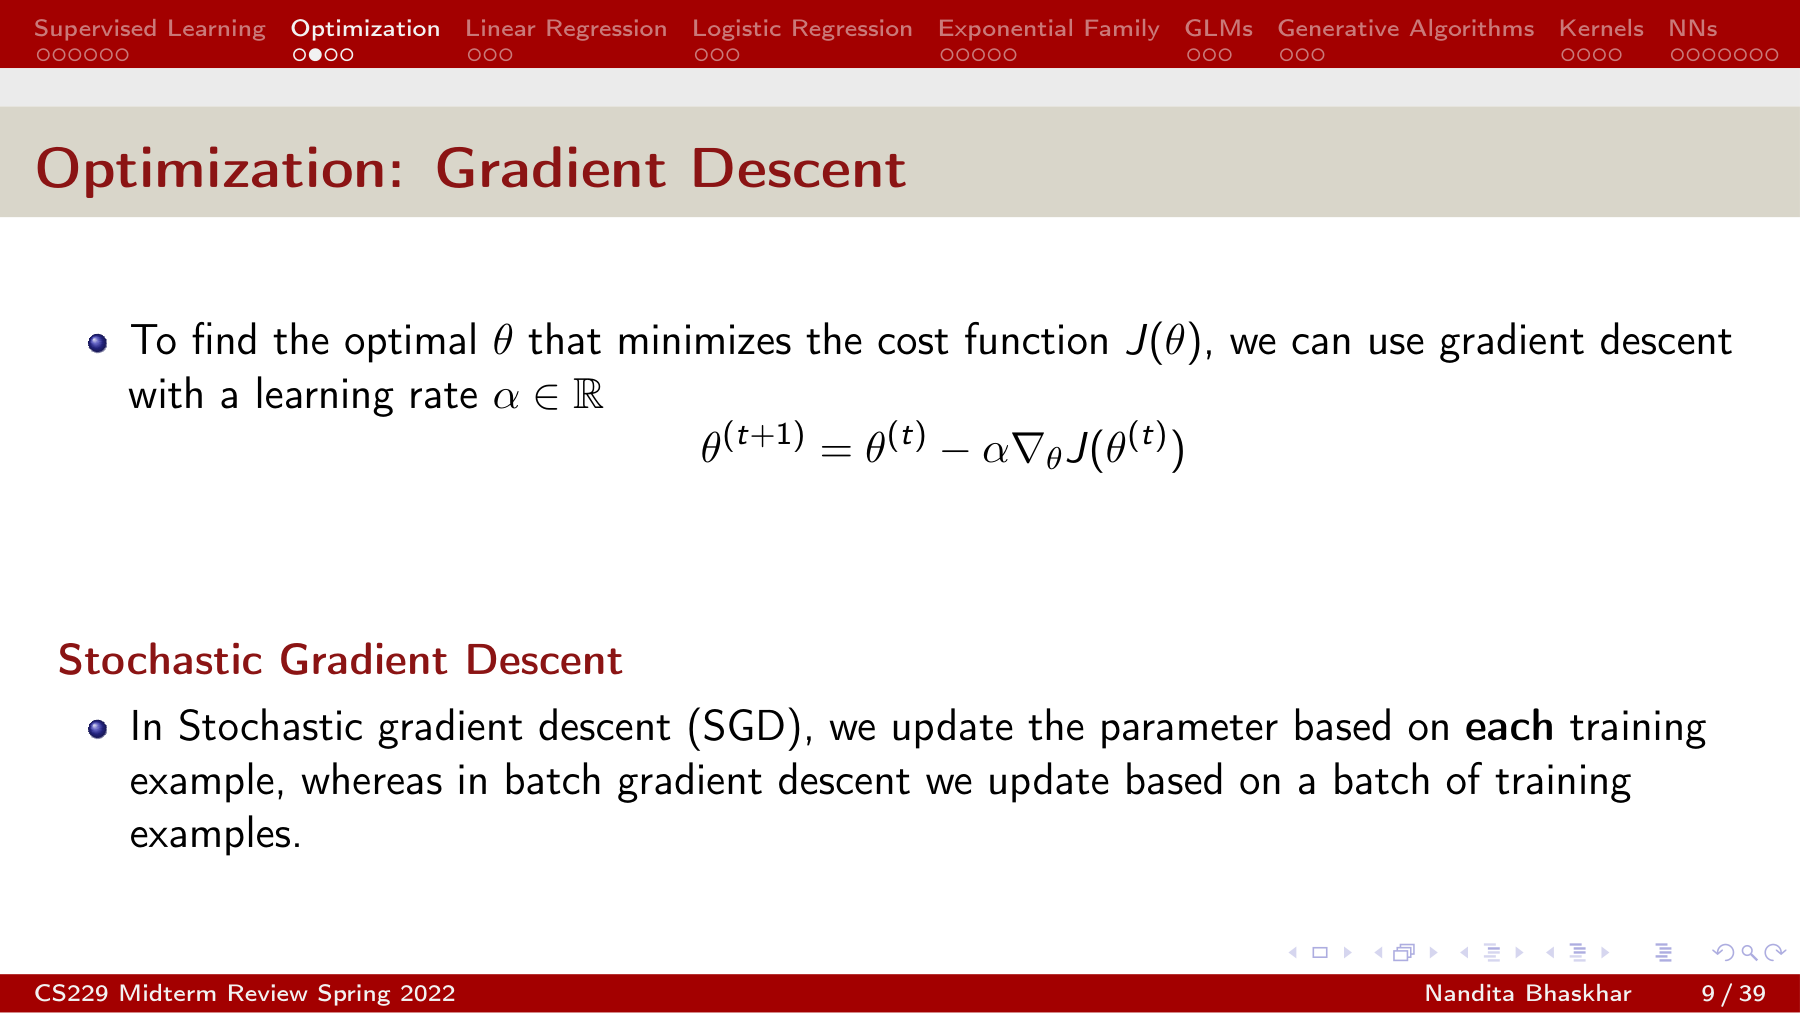 Supervised Learning Optimization Linear Regression Logistic Regression Exponential Family GLMs Generative Algorithms Kernels NNs
Optimization: Gradient Descent
To find the optimal θ that minimizes the cost function J(θ), we can use gradient descent
with a learning rate α ∈ ℝ
θ^(t+1) = θ^(t) − α∇_θ J(θ^(t))
Stochastic Gradient Descent
In Stochastic gradient descent (SGD), we update the parameter based on each training
example, whereas in batch gradient descent we update based on a batch of training
examples.
CS229 Midterm Review Spring 2022 Nandita Bhaskhar 9 / 39